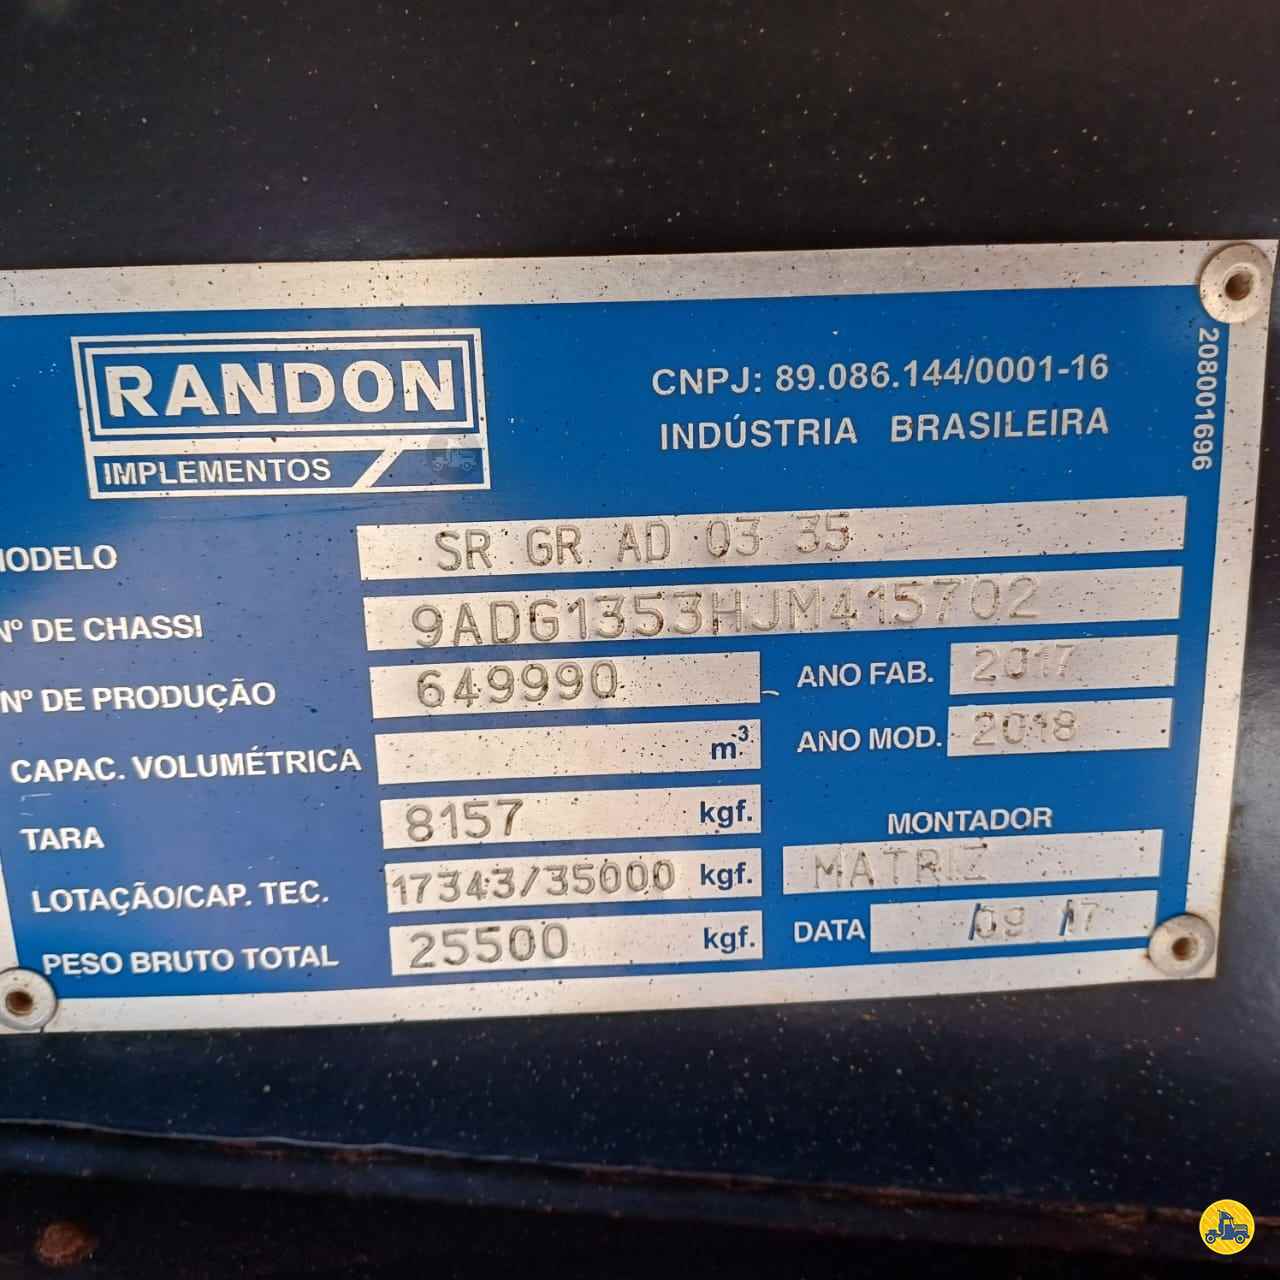 RANDON
IMPLEMENTOS
CNPJ: 89.086.144/0001-16
INDÚSTRIA BRASILEIRA
208001696
MODELO SR GR AD 03 35
Nº DE CHASSI 9ADG1353HJM415702
Nº DE PRODUÇÃO 649990
ANO FAB. 2017
CAPAC. VOLUMÉTRICA m³
ANO MOD. 2018
TARA 8157 kgf.
MONTADOR
MATRIZ
LOTAÇÃO/CAP. TEC. 17343/35000 kgf.
PESO BRUTO TOTAL 25500 kgf.
DATA /09 /17